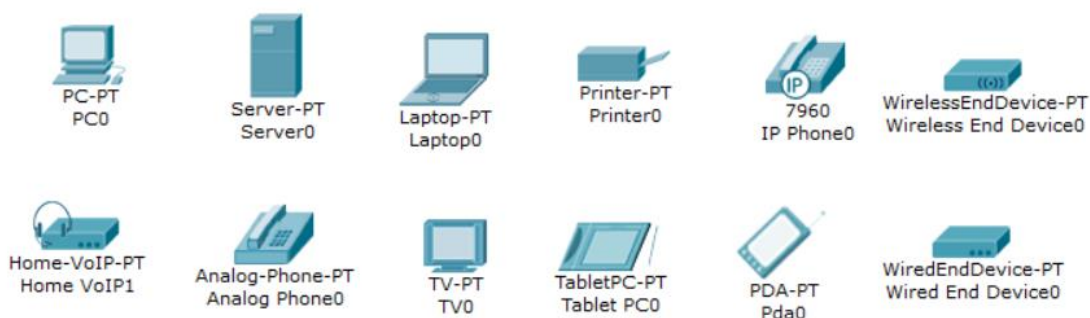 PC-PT
PC0
Server-PT
Server0
Laptop-PT
Laptop0
Printer-PT
Printer0
IP
7960
IP Phone0
WirelessEndDevice-PT
Wireless End Device0
Home-VoIP-PT
Home VoIP1
Analog-Phone-PT
Analog Phone0
TV-PT
TV0
TabletPC-PT
Tablet PC0
PDA-PT
Pda0
WiredEndDevice-PT
Wired End Device0